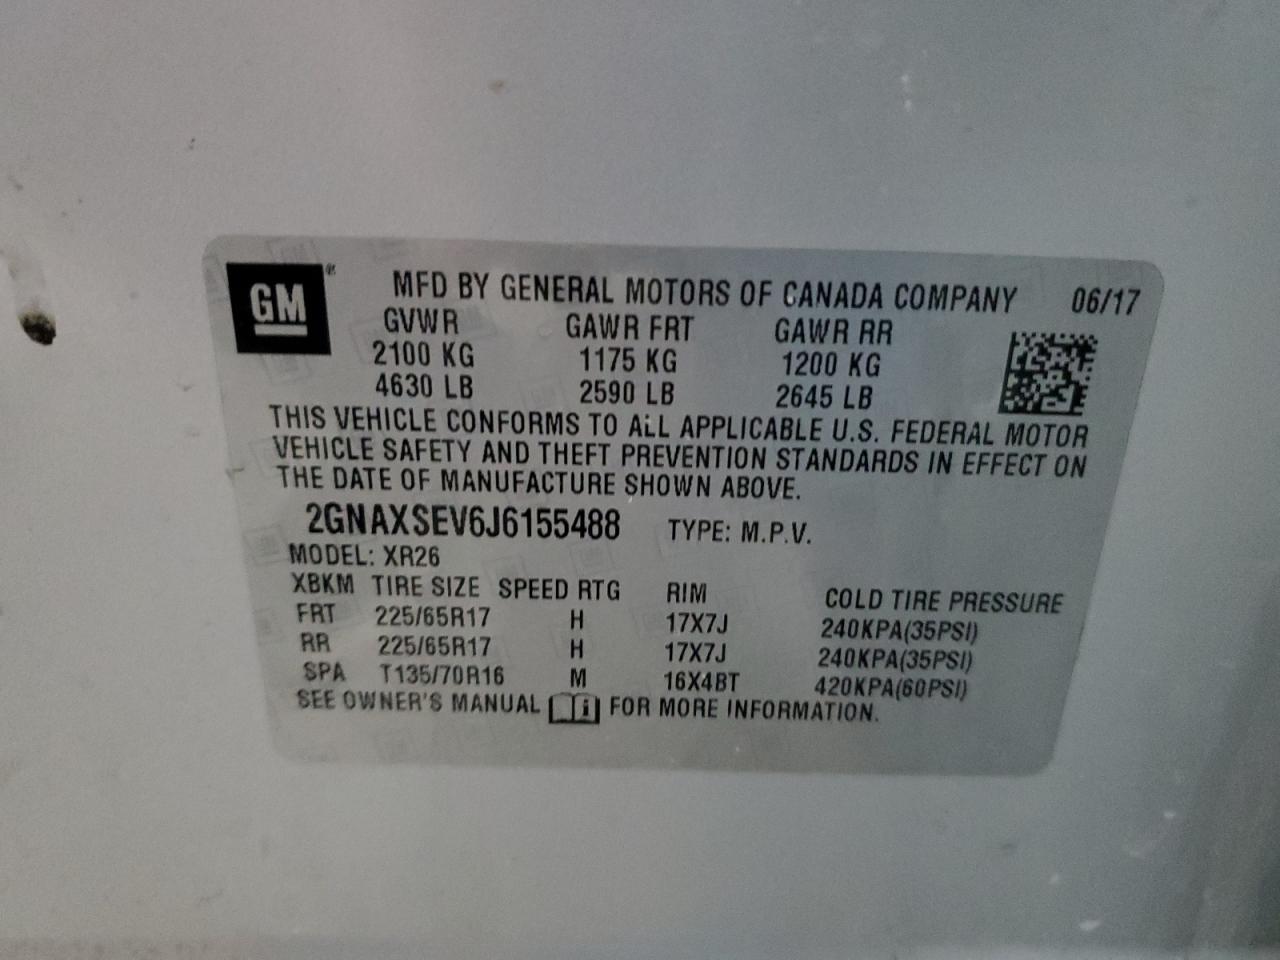 GM ® MFD BY GENERAL MOTORS OF CANADA COMPANY 06/17
GVWR GAWR FRT GAWR RR
2100 KG 1175 KG 1200 KG
4630 LB 2590 LB 2645 LB
THIS VEHICLE CONFORMS TO ALL APPLICABLE U.S. FEDERAL MOTOR
VEHICLE SAFETY AND THEFT PREVENTION STANDARDS IN EFFECT ON
THE DATE OF MANUFACTURE SHOWN ABOVE.
2GNAXSEV6J6155488 TYPE: M.P.V.
MODEL: XR26
XBKM TIRE SIZE SPEED RTG RIM COLD TIRE PRESSURE
FRT 225/65R17 H 17X7J 240KPA(35PSI)
RR 225/65R17 H 17X7J 240KPA(35PSI)
SPA T135/70R16 M 16X4BT 420KPA(60PSI)
SEE OWNER'S MANUAL FOR MORE INFORMATION.